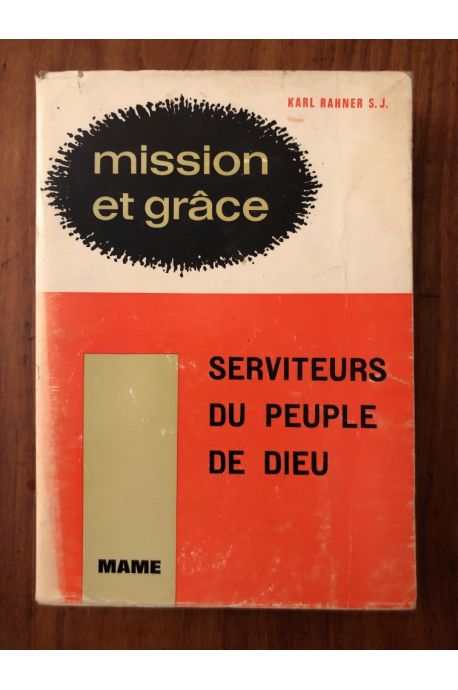 KARL RAHNER S.J.
mission
et grâce
SERVITEURS
DU PEUPLE
DE DIEU
MAME